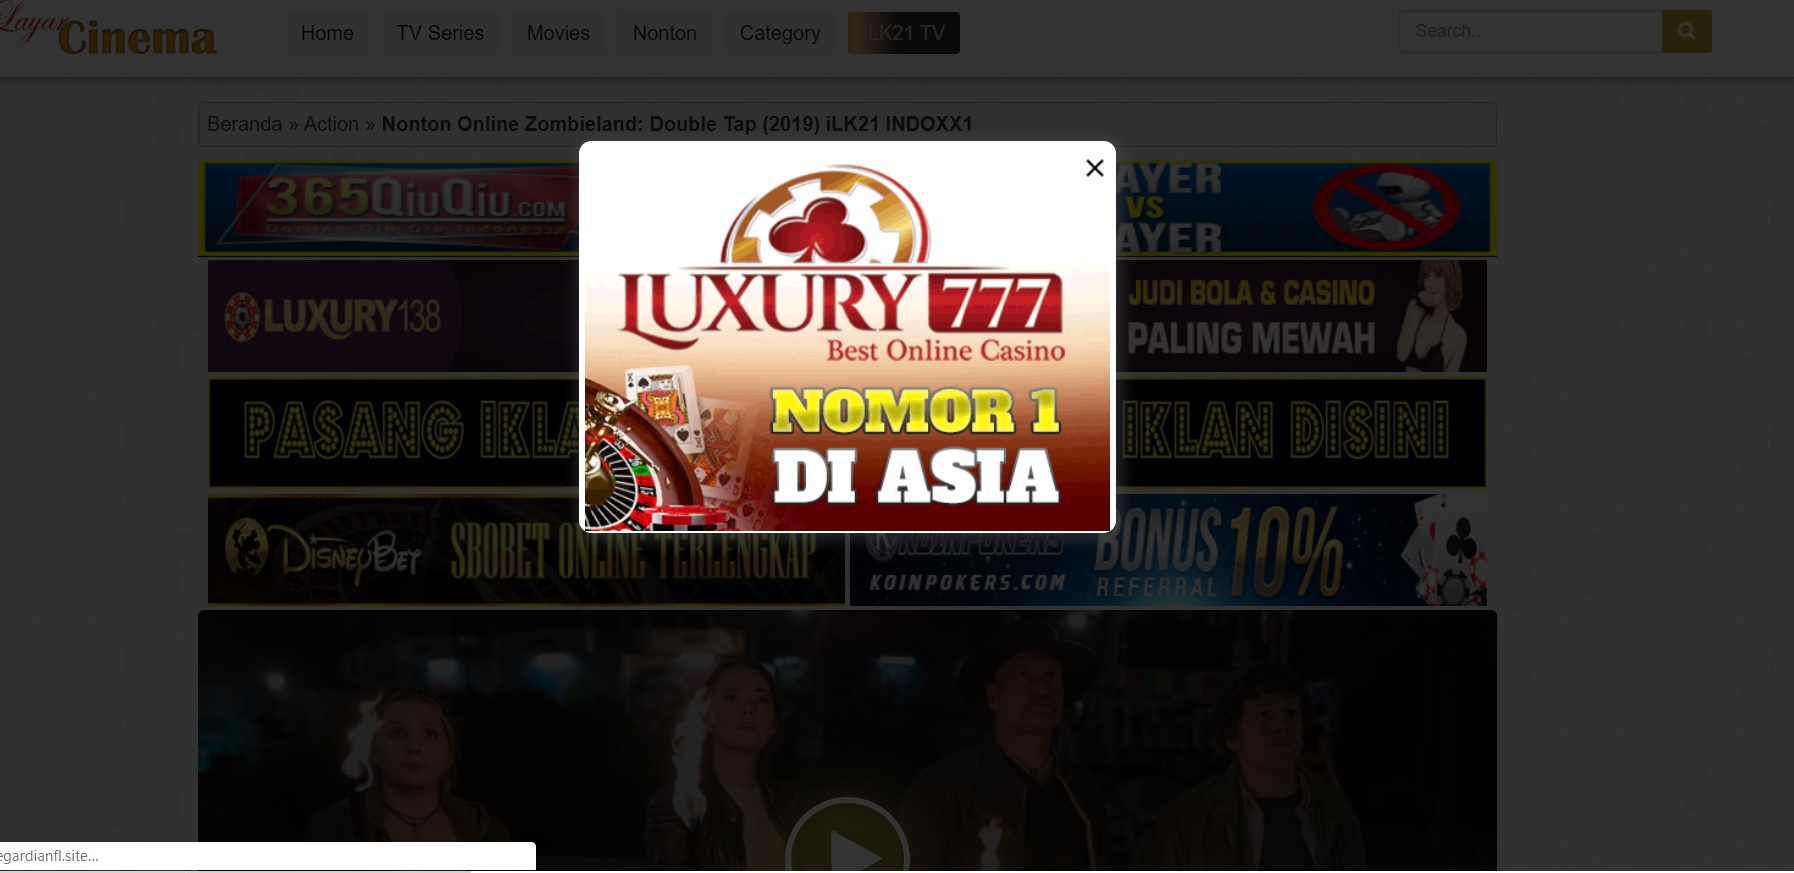 Layar
Cinema
Home
TV Series
Movies
Nonton
Category
iLK21 TV
Search..
Beranda » Action » Nonton Online Zombieland: Double Tap (2019) iLK21 INDOXX1
365QiuQiu.com
Domino Qiu Qiu Indonesia
AYER
VS
AYER
LUXURY138
JUDI BOLA & CASINO
PALING MEWAH
LUXURY 777
Best Online Casino
NOMOR 1
DI ASIA
PASANG IKLA
IKLAN DISINI
DISNEYBET
SBOBET ONLINE TERLENGKAP
KOINPOKERS
KOINPOKERS.COM
BONUS 10%
REFERRAL
egardianfl.site...